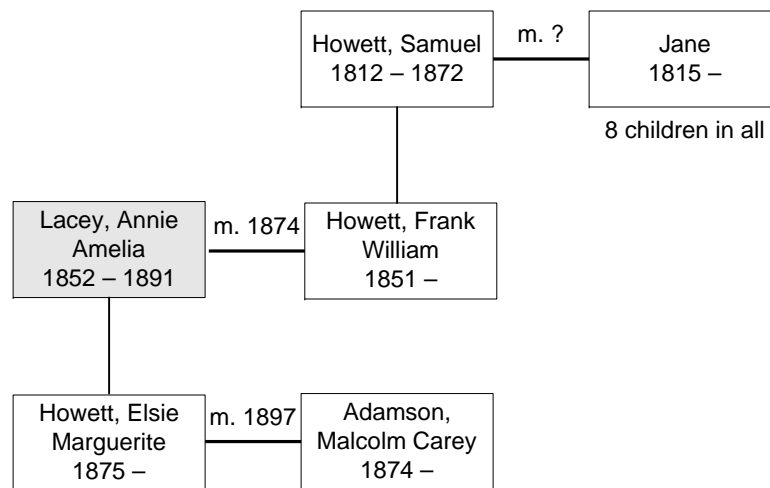 Howett, Samuel
1812 – 1872
m. ?
Jane
1815 –
8 children in all
Lacey, Annie
Amelia
1852 – 1891
m. 1874
Howett, Frank
William
1851 –
Howett, Elsie
Marguerite
1875 –
m. 1897
Adamson,
Malcolm Carey
1874 –